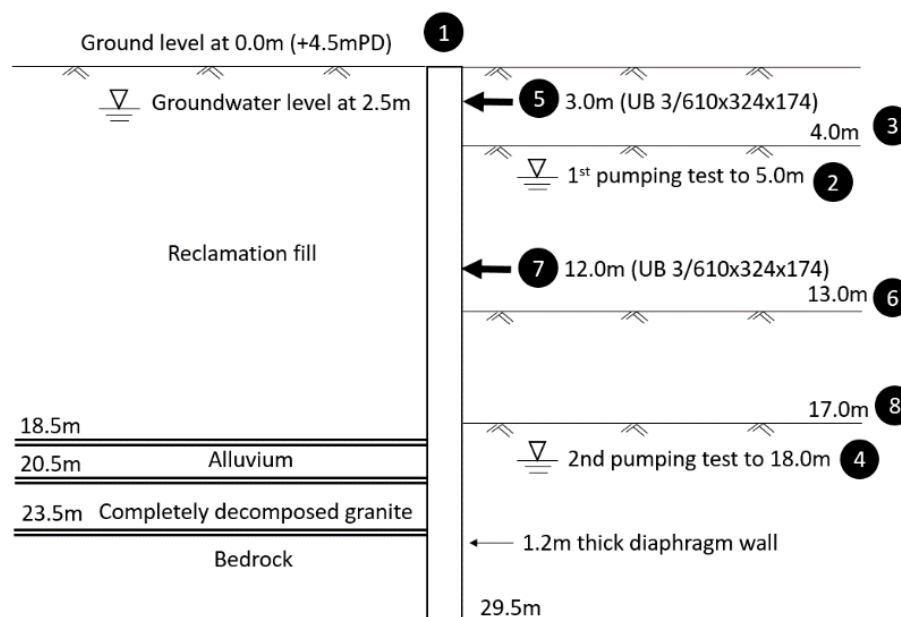 1
Ground level at 0.0m (+4.5mPD)
Groundwater level at 2.5m
5 3.0m (UB 3/610x324x174)
4.0m 3
1st pumping test to 5.0m 2
Reclamation fill
7 12.0m (UB 3/610x324x174)
13.0m 6
17.0m 8
18.5m
Alluvium
20.5m
2nd pumping test to 18.0m 4
23.5m Completely decomposed granite
1.2m thick diaphragm wall
Bedrock
29.5m